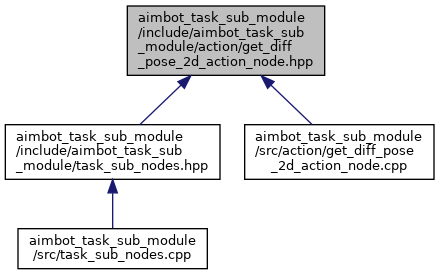 aimbot_task_sub_module
/include/aimbot_task_sub
_module/action/get_diff
_pose_2d_action_node.hpp
aimbot_task_sub_module
/include/aimbot_task_sub
_module/task_sub_nodes.hpp
aimbot_task_sub_module
/src/action/get_diff_pose
_2d_action_node.cpp
aimbot_task_sub_module
/src/task_sub_nodes.cpp